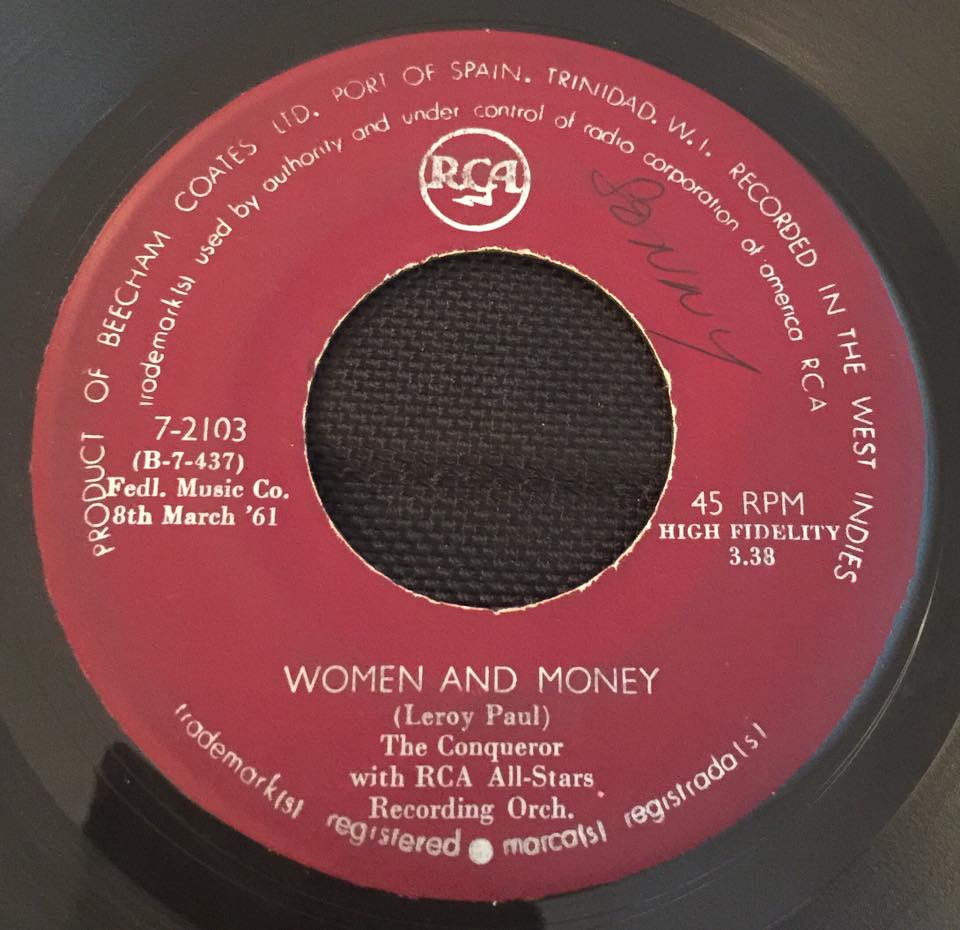 PRODUCT OF BEECHAM COATES LTD. PORT OF SPAIN. TRINIDAD. W.I. RECORDED IN THE WEST INDIES
trademark(s) used by authority and under control of radio corporation of america RCA
RCA
SONNY
7-2103
(B-7-437)
Fedl. Music Co.
8th March '61
45 RPM
HIGH FIDELITY
3.38
WOMEN AND MONEY
(Leroy Paul)
The Conqueror
with RCA All-Stars
Recording Orch.
trademark(s) registered marca(s) registrada(s)